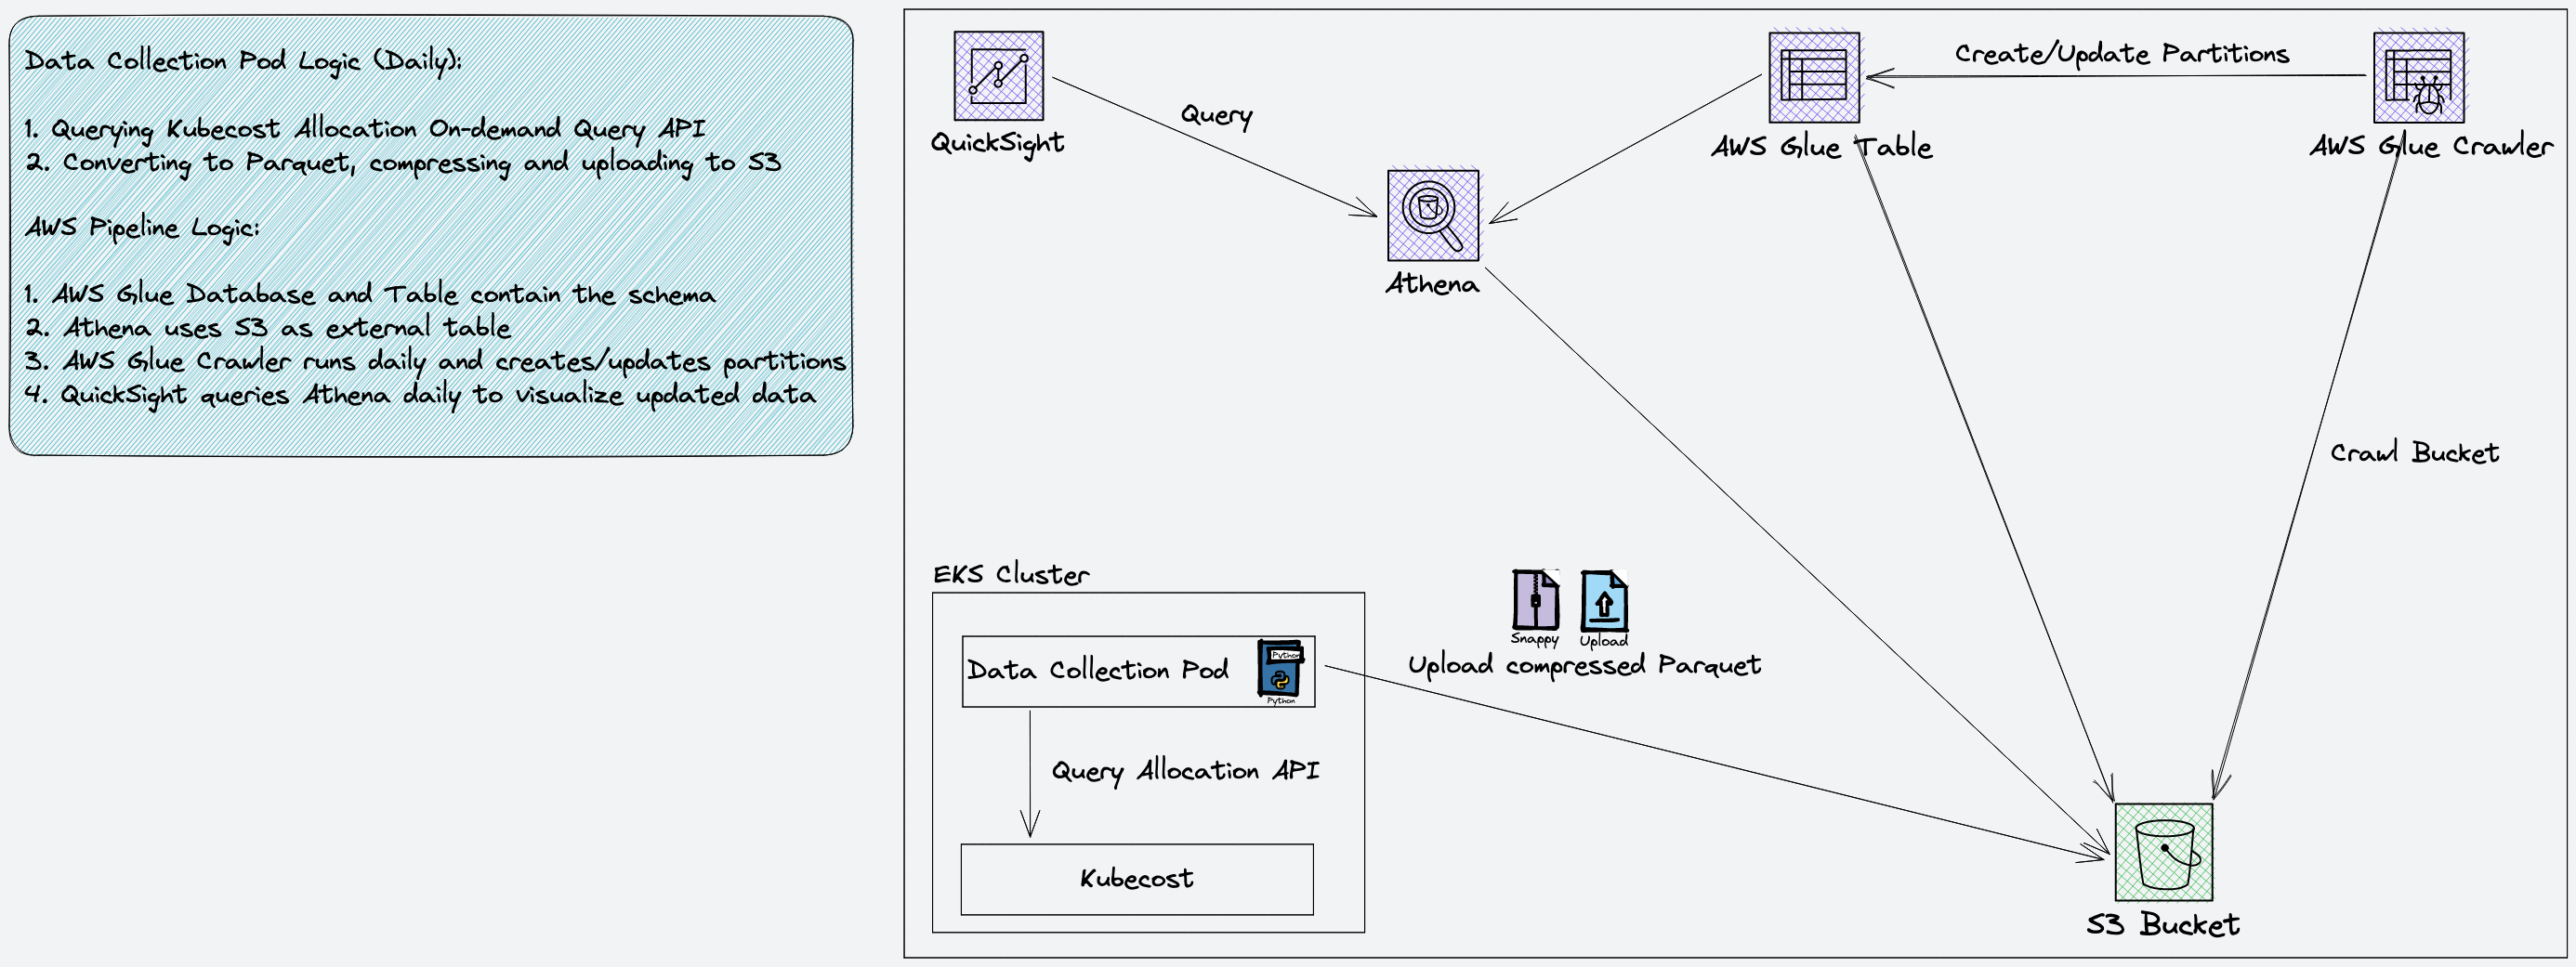 Data Collection Pod Logic (Daily):
1. Querying Kubecost Allocation On-demand Query API
2. Converting to Parquet, compressing and uploading to S3
AWS Pipeline Logic:
1. AWS Glue Database and Table contain the schema
2. Athena uses S3 as external table
3. AWS Glue Crawler runs daily and creates/updates partitions
4. QuickSight queries Athena daily to visualize updated data
QuickSight
Query
Athena
AWS Glue Table
Create/Update Partitions
AWS Glue Crawler
Crawl Bucket
EKS Cluster
Data Collection Pod
Python
Python
Query Allocation API
Kubecost
Snappy
Upload
Upload compressed Parquet
S3 Bucket